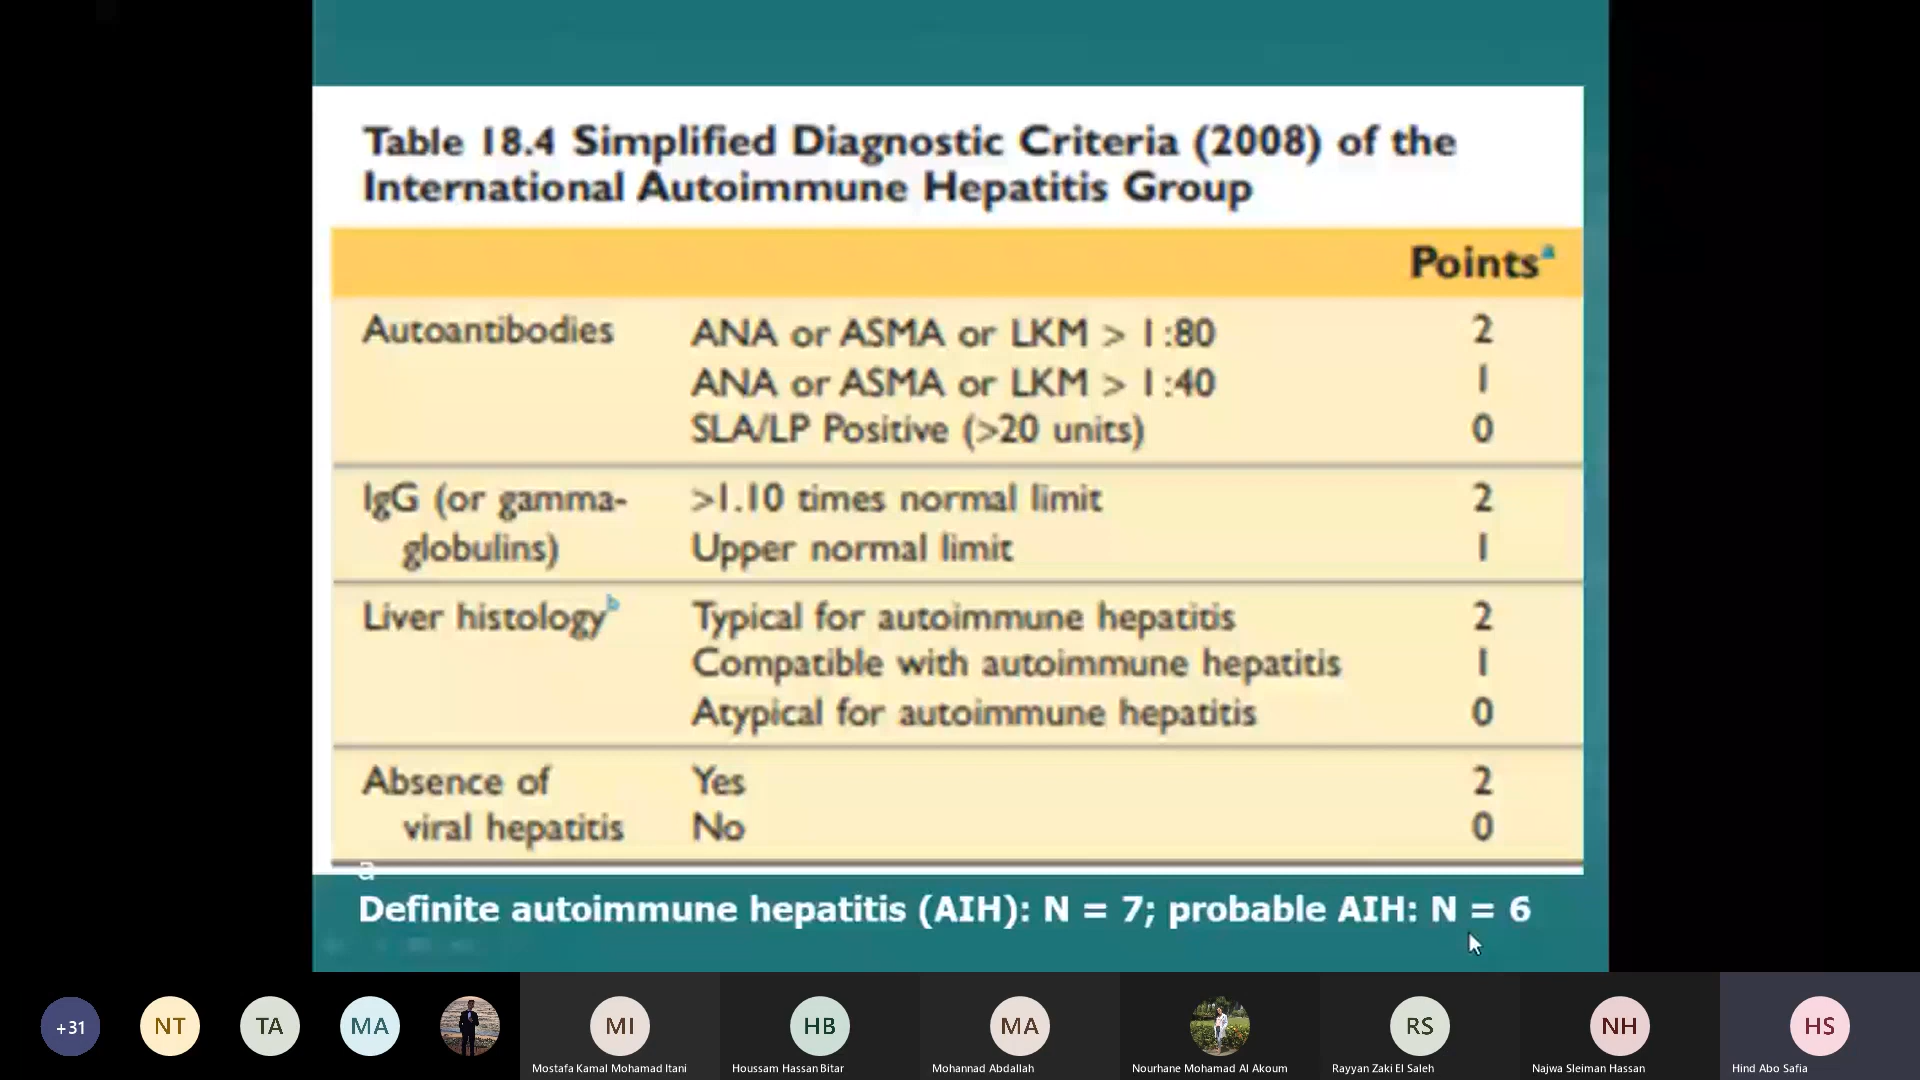 Table 18.4 Simplified Diagnostic Criteria (2008) of the
International Autoimmune Hepatitis Group
Points a
Autoantibodies ANA or ASMA or LKM > 1:80 2
ANA or ASMA or LKM > 1:40 1
SLA/LP Positive (>20 units) 0
IgG (or gamma- >1.10 times normal limit 2
globulins) Upper normal limit 1
Liver histology b Typical for autoimmune hepatitis 2
Compatible with autoimmune hepatitis 1
Atypical for autoimmune hepatitis 0
Absence of Yes 2
viral hepatitis No 0
a
Definite autoimmune hepatitis (AIH): N = 7; probable AIH: N = 6
+31 NT TA MA MI HB MA RS NH HS
Mostafa Kamal Mohamad Itani Houssam Hassan Bitar Mohannad Abdallah Nourhane Mohamad Al Akoum Rayyan Zaki El Saleh Najwa Sleiman Hassan Hind Abo Safia